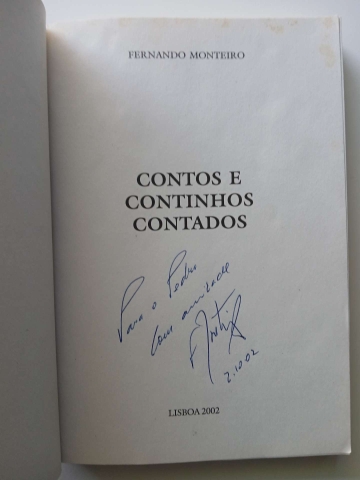 FERNANDO MONTEIRO
CONTOS E
CONTINHOS
CONTADOS
Para o Pedro
com amizade
2.10.02
LISBOA 2002